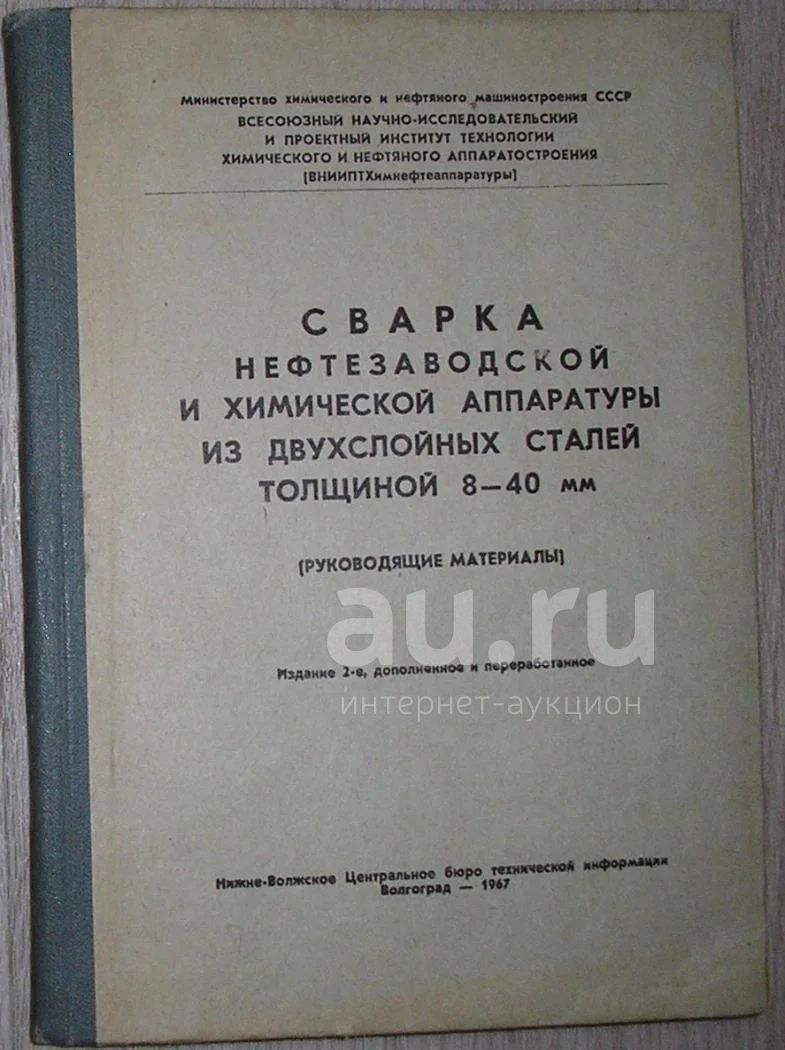 Министерство химического и нефтяного машиностроения СССР
ВСЕСОЮЗНЫЙ НАУЧНО-ИССЛЕДОВАТЕЛЬСКИЙ
И ПРОЕКТНЫЙ ИНСТИТУТ ТЕХНОЛОГИИ
ХИМИЧЕСКОГО И НЕФТЯНОГО АППАРАТОСТРОЕНИЯ
(ВНИИПТХимнефтеаппаратуры)
СВАРКА
НЕФТЕЗАВОДСКОЙ
И ХИМИЧЕСКОЙ АППАРАТУРЫ
ИЗ ДВУХСЛОЙНЫХ СТАЛЕЙ
ТОЛЩИНОЙ 8—40 мм
(РУКОВОДЯЩИЕ МАТЕРИАЛЫ)
au.ru
Издание 2-е, дополненное и переработанное
интернет-аукцион
Нижне-Волжское Центральное бюро технической информации
Волгоград — 1967